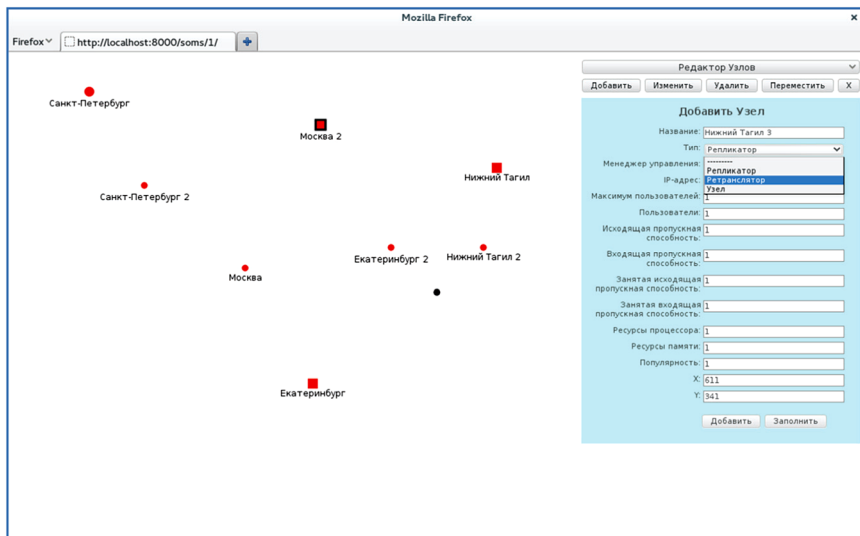 Mozilla Firefox
Firefox
http://localhost:8000/soms/1/
Санкт-Петербург
Москва 2
Нижний Тагил
Санкт-Петербург 2
Екатеринбург 2
Нижний Тагил 2
Москва
Екатеринбург
Редактор Узлов
Добавить Изменить Удалить Переместить X
Добавить Узел
Название: Нижний Тагил 3
Тип: Репликатор
---------
Менеджер управления:
Репликатор
IP-адрес:
Ретранслятор
Узел
Максимум пользователей: 1
Пользователи: 1
Исходящая пропускная 1
способность:
Входящая пропускная 1
способность:
Занятая исходящая 1
пропускная способность:
Занятая входящая 1
пропускная способность:
Ресурсы процессора: 1
Ресурсы памяти: 1
Популярность: 1
X: 611
Y: 341
Добавить Заполнить